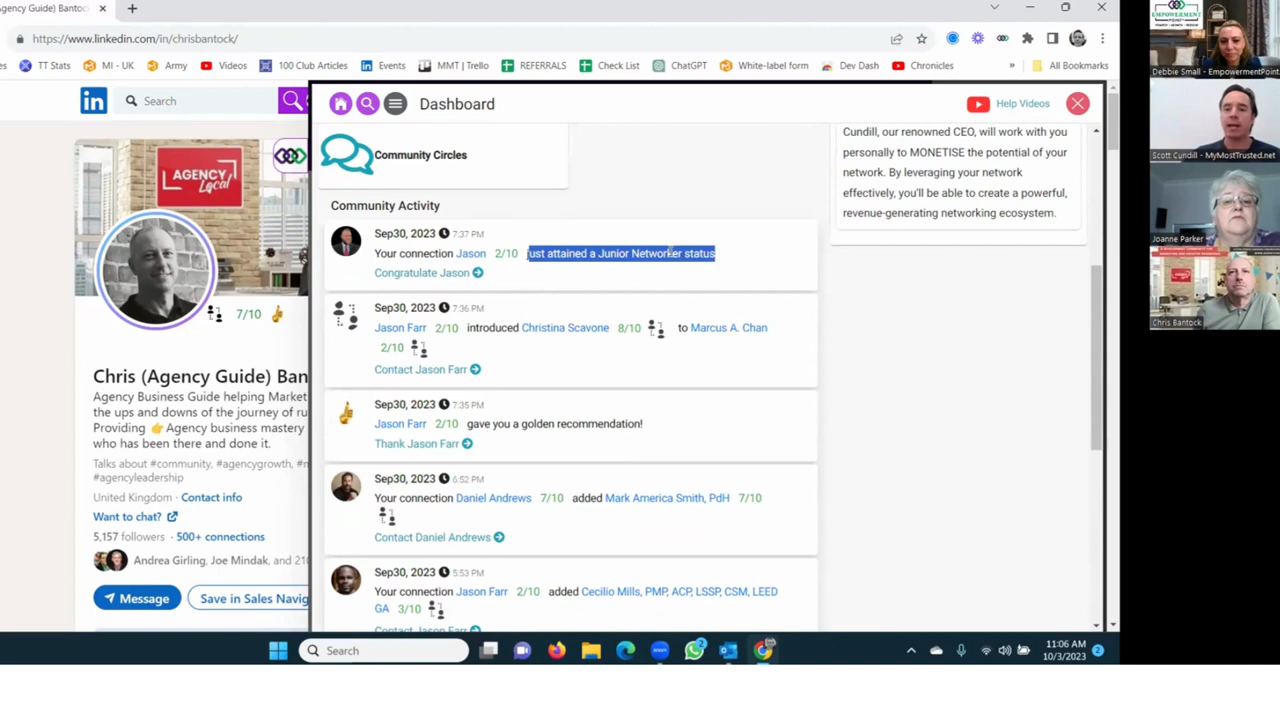 Agency Guide) Bantock
https://www.linkedin.com/in/chrisbantock/
TT Stats
MI - UK
Army
Videos
100 Club Articles
Events
MMT | Trello
REFERRALS
Check List
ChatGPT
White-label form
Dev Dash
Chronicles
»
All Bookmarks
in
Search
AGENCY
Local
7/10
Chris (Agency Guide) Ban
Agency Business Guide helping Market
the ups and downs of the journey of ru
Providing 👉 Agency business mastery
who has been there and done it.
Talks about #community, #agencygrowth, #
#agencyleadership
United Kingdom · Contact info
Want to chat?
5,157 followers · 500+ connections
Andrea Girling, Joe Mindak, and 21
Message
Save in Sales Navig
Dashboard
Help Videos
Community Circles
Community Activity
Sep30, 2023 7:37 PM
Your connection Jason 2/10 just attained a Junior Networker status
Congratulate Jason
Sep30, 2023 7:36 PM
Jason Farr 2/10 introduced Christina Scavone 8/10 to Marcus A. Chan
2/10
Contact Jason Farr
Sep30, 2023 7:35 PM
Jason Farr 2/10 gave you a golden recommendation!
Thank Jason Farr
Sep30, 2023 6:52 PM
Your connection Daniel Andrews 7/10 added Mark America Smith, PdH 7/10
Contact Daniel Andrews
Sep30, 2023 5:53 PM
Your connection Jason Farr 2/10 added Cecilio Mills, PMP, ACP, LSSP, CSM, LEED
GA 3/10
Contact Jason Farr
Cundill, our renowned CEO, will work with you
personally to MONETISE the potential of your
network. By leveraging your network
effectively, you'll be able to create a powerful,
revenue-generating networking ecosystem.
EMPOWERMENT
POINT
Debbie Small - EmpowermentPoint
Scott Cundill - MyMostTrusted.net
Joanne Parker
Chris Bantock
Search
2
11:06 AM
10/3/2023
2